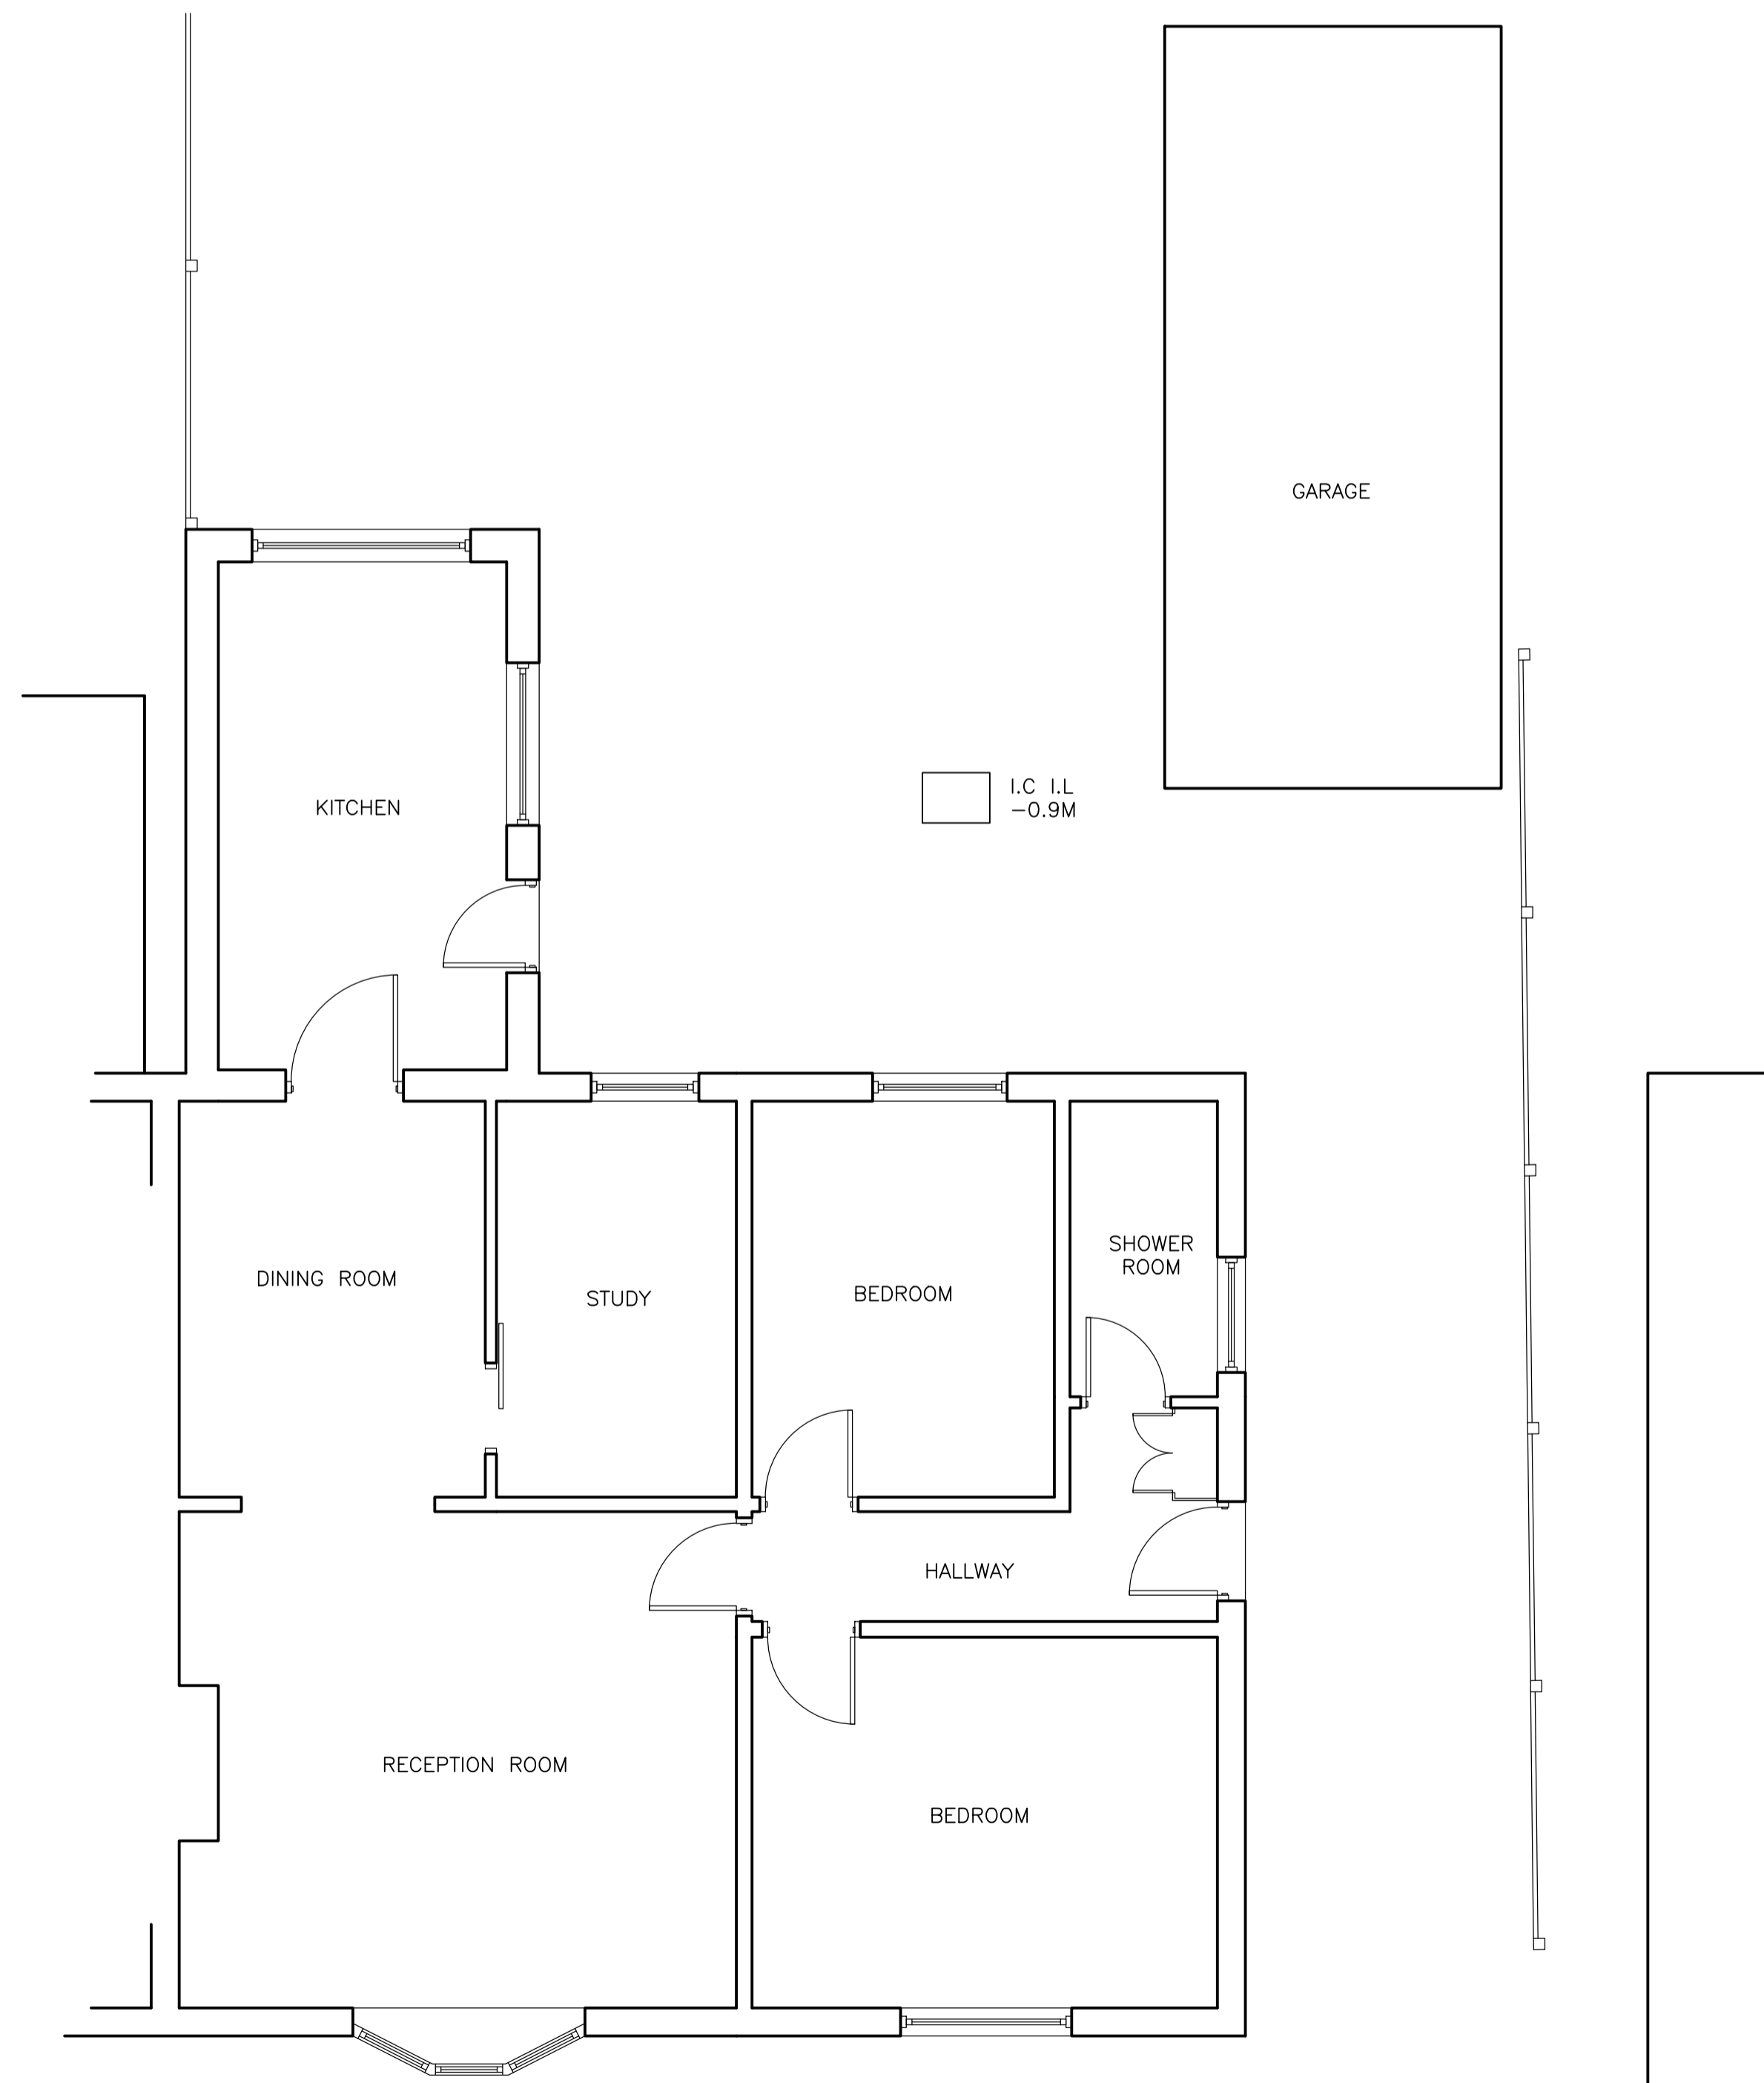 GARAGE
KITCHEN
I.C I.L
-0.9M
SHOWER
ROOM
DINING ROOM
STUDY
BEDROOM
HALLWAY
RECEPTION ROOM
BEDROOM